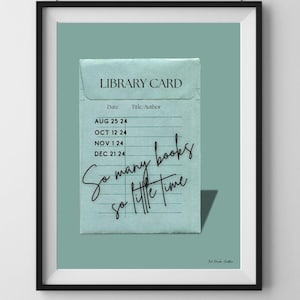 LIBRARY CARD
Date Title/Author
AUG 25 24
OCT 12 24
NOV 1 24
DEC 21 24
So many books
so little time